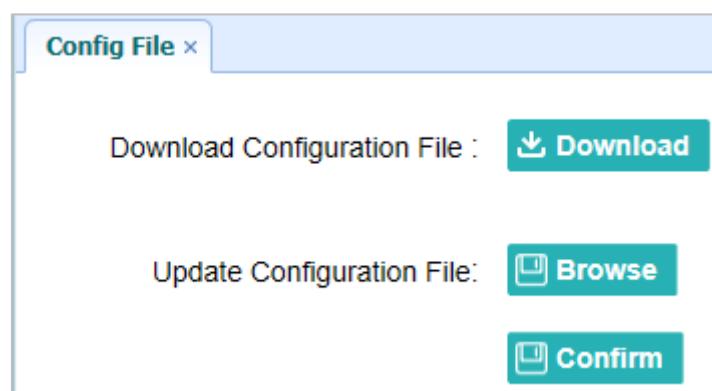 Config File ×
Download Configuration File : Download
Update Configuration File: Browse
Confirm